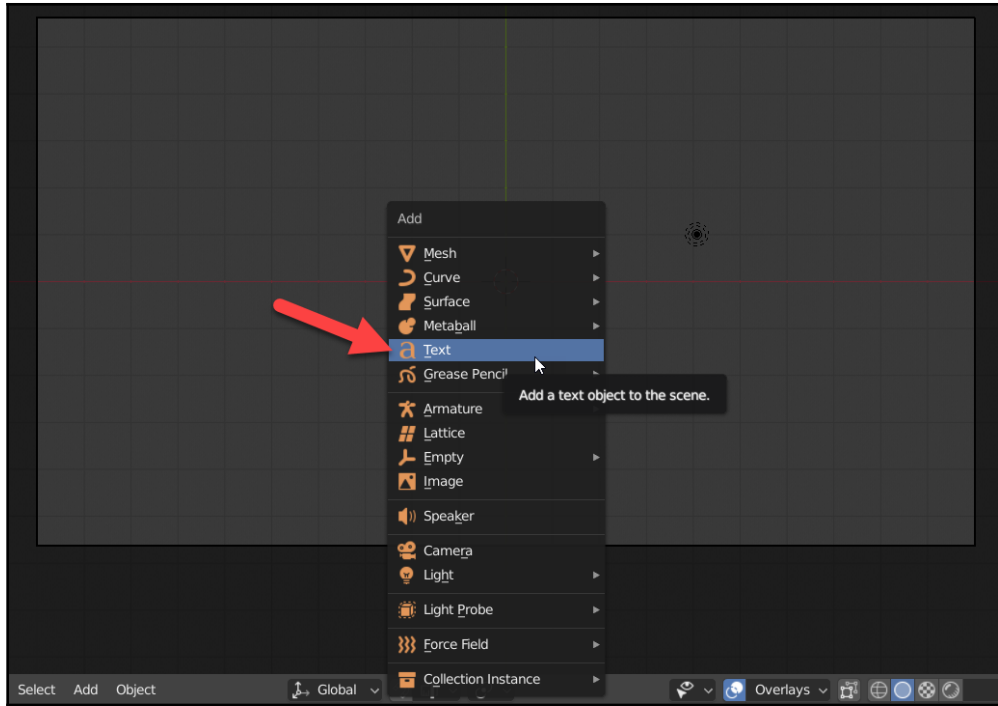 Add
Mesh
Curve
Surface
Metaball
a Text
Grease Pencil
Add a text object to the scene.
Armature
Lattice
Empty
Image
Speaker
Camera
Light
Light Probe
Force Field
Collection Instance
Select Add Object Global Overlays